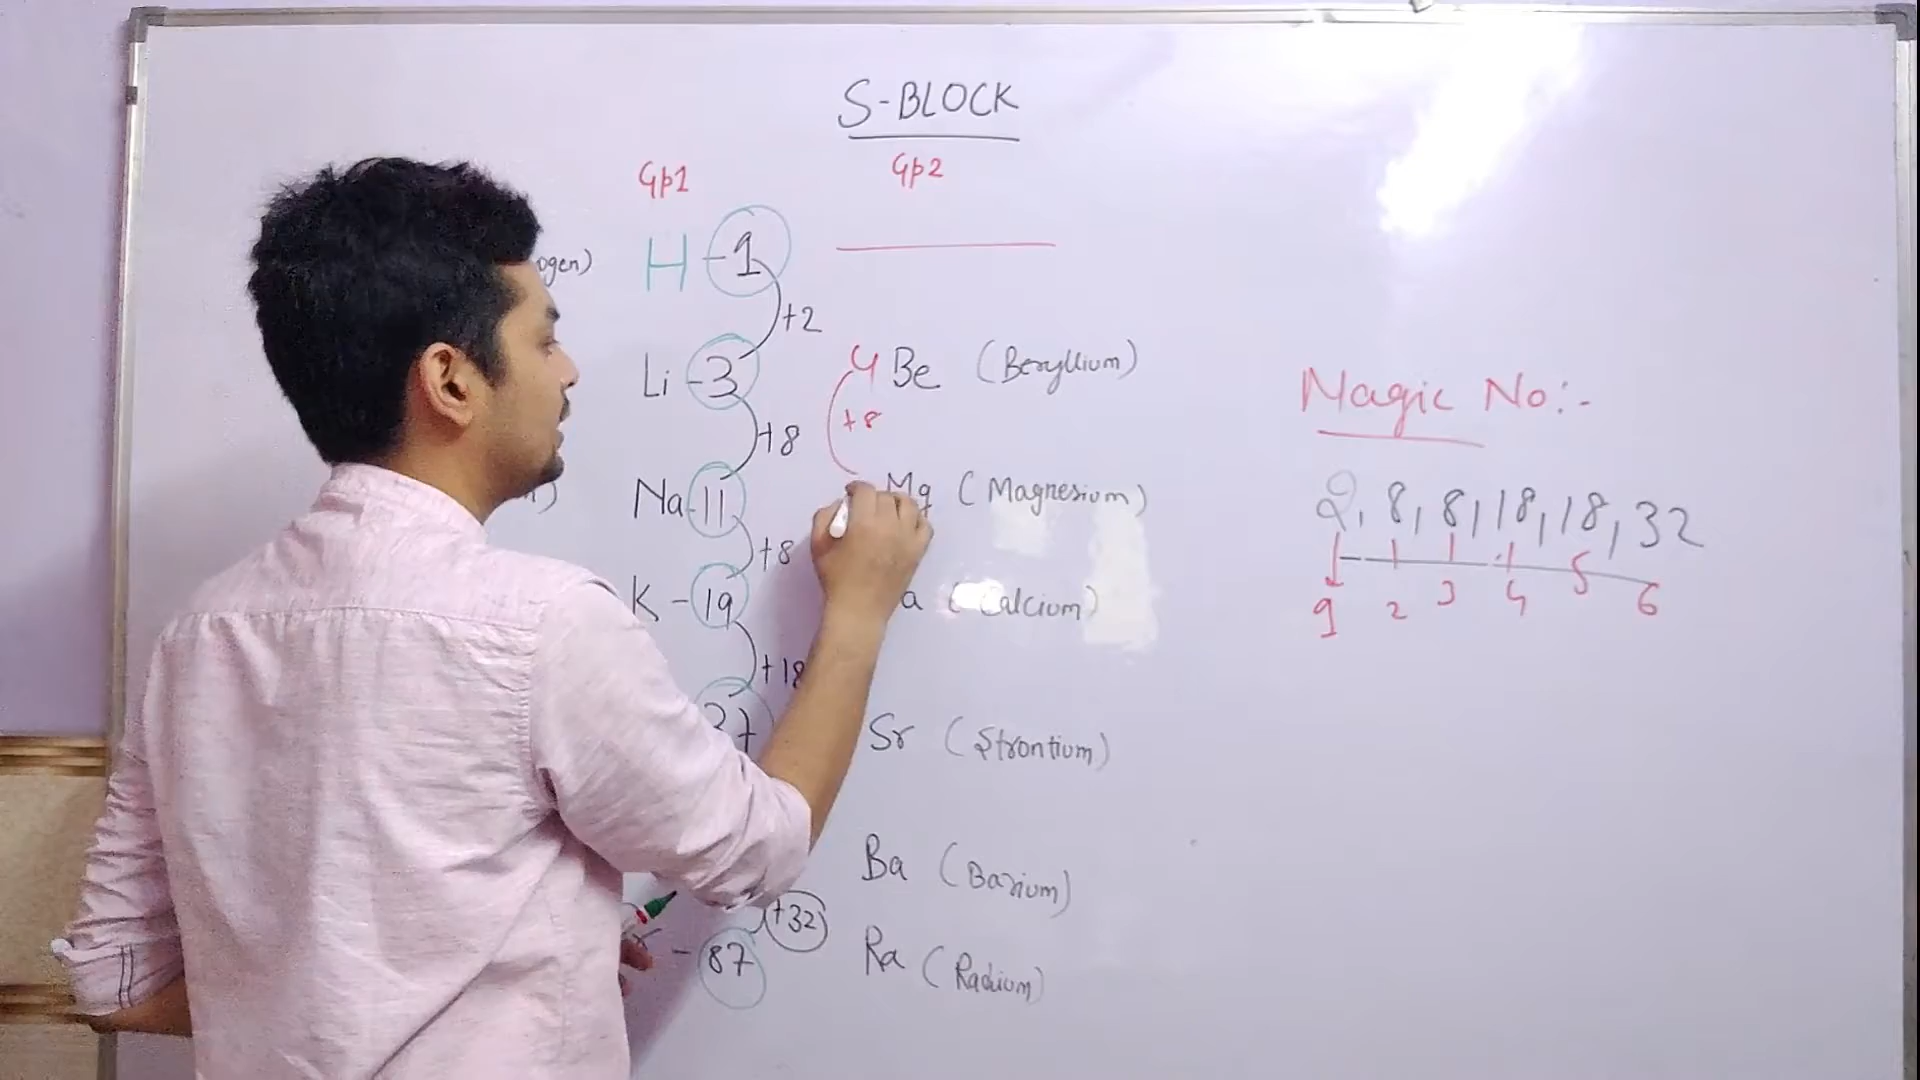 S-BLOCK
Gp1 Gp2
ogen) H - 1
+2
Li - 3 4 Be (Beryllium)
+8 +8
Na - 11 Mg (Magnesium)
+8
K - 19 a (Calcium)
+18
37 Sr (Strontium)
Ba (Barium)
+32
- 87 Ra (Radium)
Magic No:-
2, 8, 8, 18, 18, 32
1 2 3 4 5 6